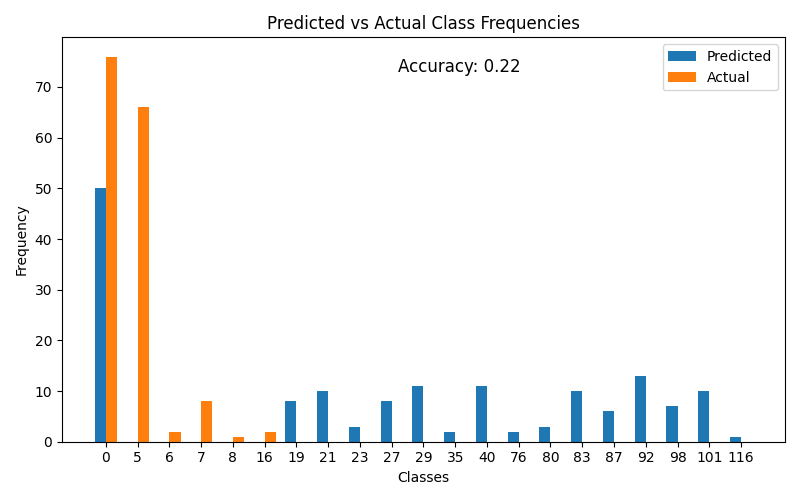 Predicted vs Actual Class Frequencies
Accuracy: 0.22
Predicted
Actual
Frequency
70
60
50
40
30
20
10
0
0 5 6 7 8 16 19 21 23 27 29 35 40 76 80 83 87 92 98 101 116
Classes